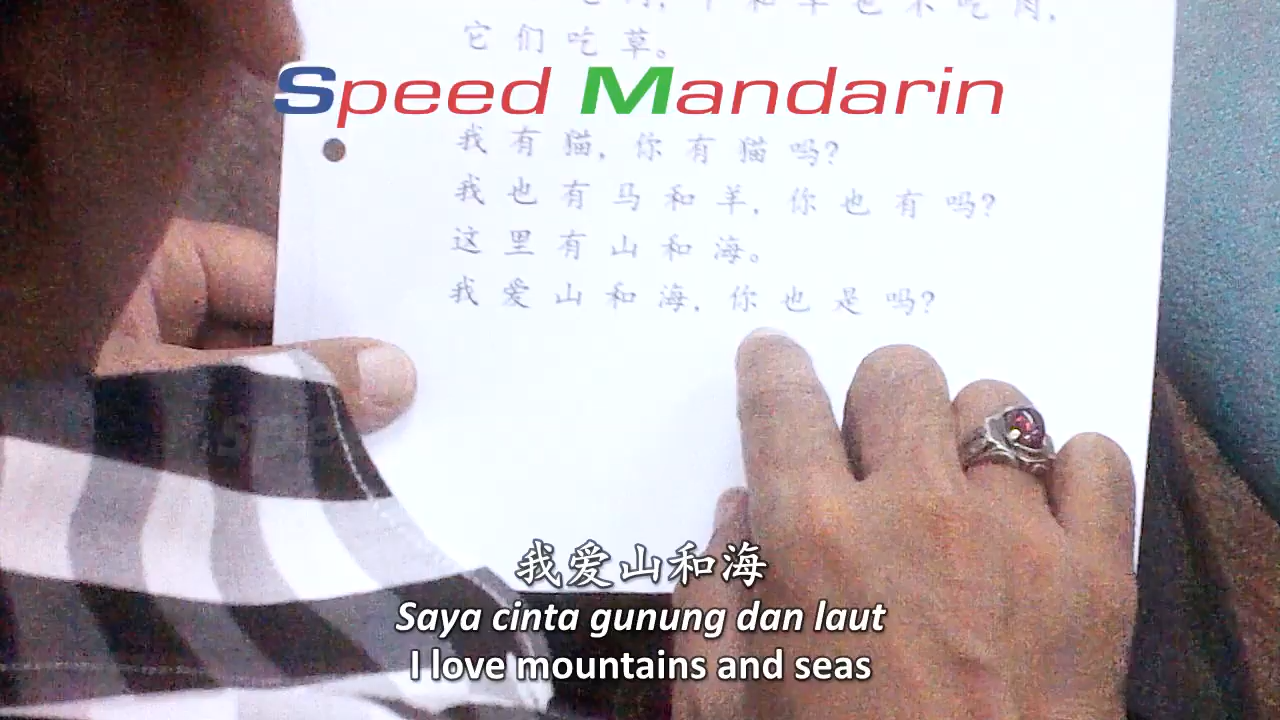 它们吃草。
Speed Mandarin
我有猫，你有猫吗？
我也有马和羊，你也有吗？
这里有山和海。
我爱山和海，你也是吗？
我爱山和海
Saya cinta gunung dan laut
I love mountains and seas